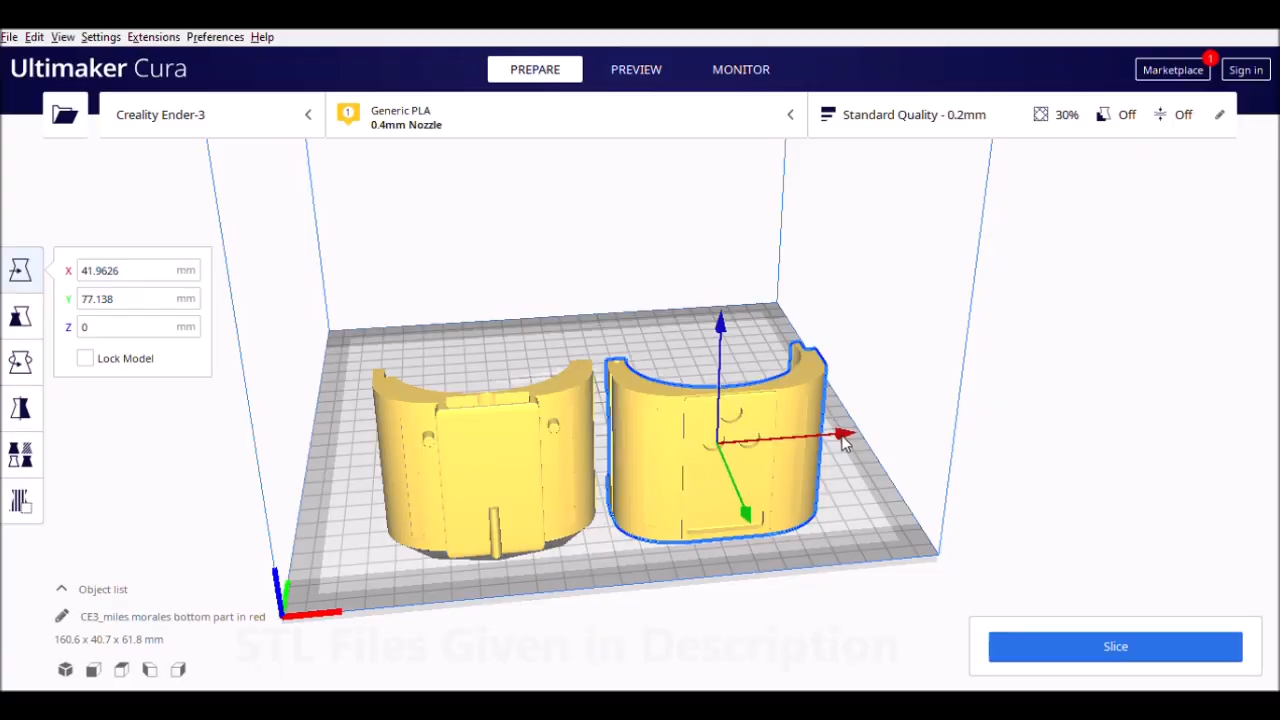 File Edit View Settings Extensions Preferences Help
Ultimaker Cura
PREPARE PREVIEW MONITOR
Marketplace 1 Sign in
Creality Ender-3
1 Generic PLA
0.4mm Nozzle
Standard Quality - 0.2mm 30% Off Off
X 41.9626 mm
Y 77.138 mm
Z 0 mm
Lock Model
Object list
CE3_miles morales bottom part in red
160.6 x 40.7 x 61.8 mm
STL Files Given in Description
Slice